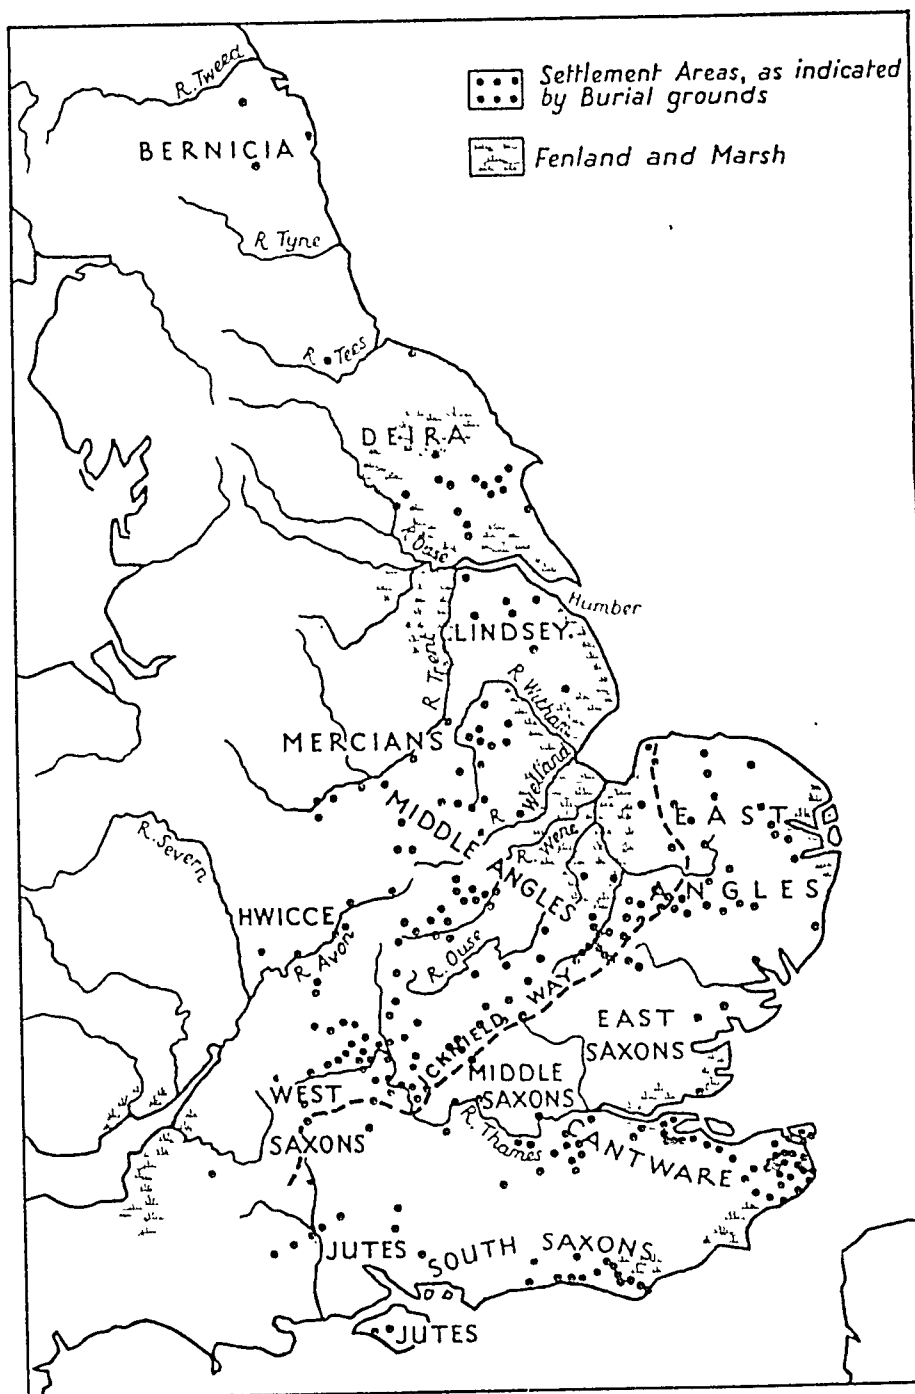 Settlement Areas, as indicated
by Burial grounds
Fenland and Marsh
R. Tweed
BERNICIA
R Tyne
R Tees
DEIRA
R. Ouse
Humber
LINDSEY
R Trent
R Witham
MERCIANS
R Welland
MIDDLE ANGLES
R. Nene
EAST
ANGLES
R. Severn
HWICCE
R Avon
R. Ouse
ICKNIELD WAY
EAST
SAXONS
MIDDLE
SAXONS
WEST
SAXONS
R. Thames
CANTWARE
JUTES
SOUTH SAXONS
JUTES